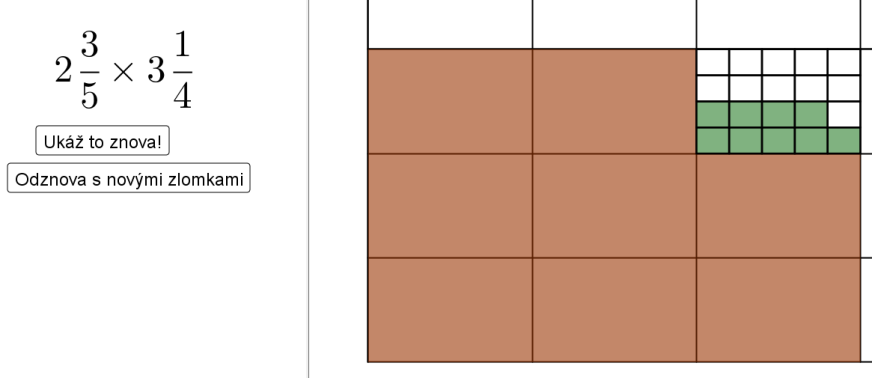 2 3/5 × 3 1/4
Ukáž to znova!
Odznova s novými zlomkami